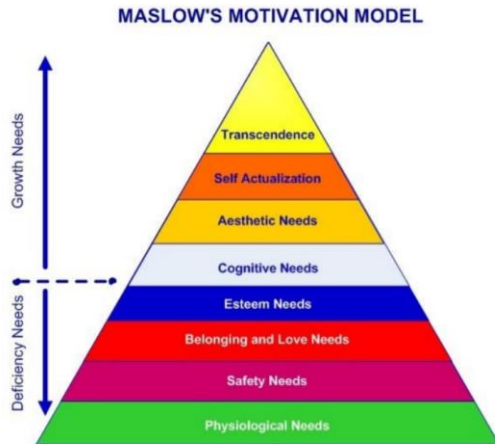 MASLOW'S MOTIVATION MODEL
Growth Needs
Deficiency Needs
Transcendence
Self Actualization
Aesthetic Needs
Cognitive Needs
Esteem Needs
Belonging and Love Needs
Safety Needs
Physiological Needs